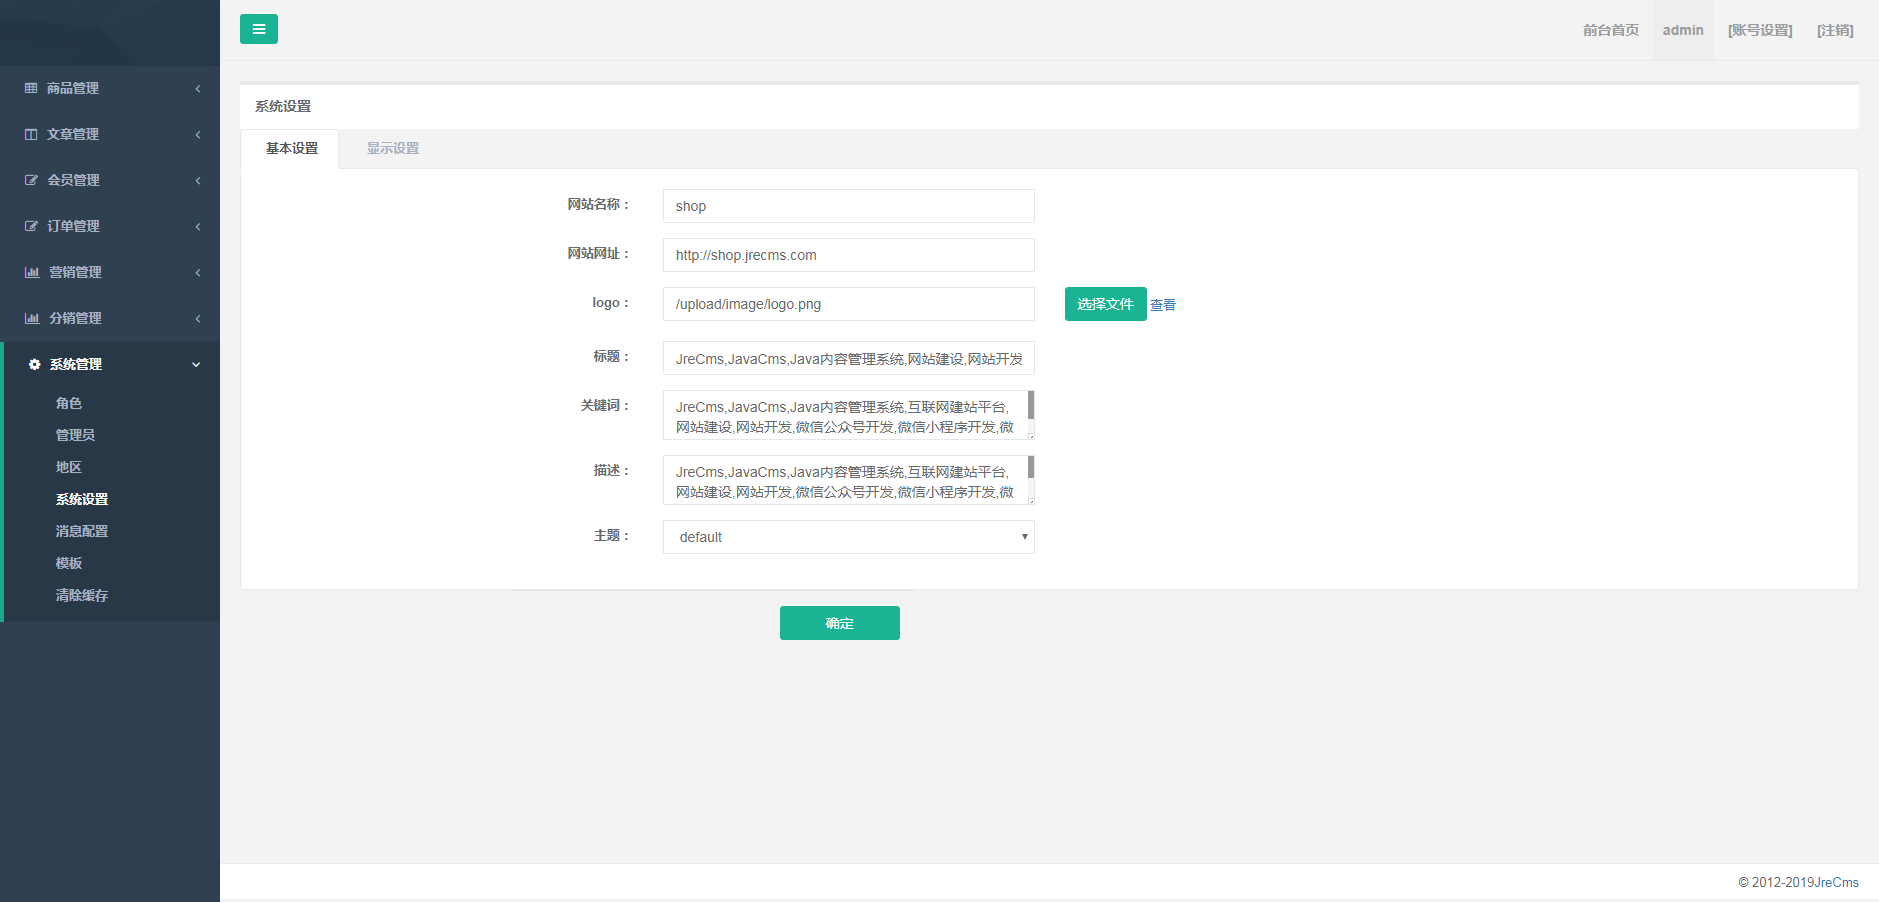 前台首页 admin [账号设置] [注销]
商品管理
文章管理
会员管理
订单管理
营销管理
分销管理
系统管理
角色
管理员
地区
系统设置
消息配置
模板
清除缓存
系统设置
基本设置 显示设置
网站名称： shop
网站网址： http://shop.jrecms.com
logo： /upload/image/logo.png 选择文件 查看
标题： JreCms,JavaCms,Java内容管理系统,网站建设,网站开发
关键词： JreCms,JavaCms,Java内容管理系统,互联网建站平台,
网站建设,网站开发,微信公众号开发,微信小程序开发,微
描述： JreCms,JavaCms,Java内容管理系统,互联网建站平台,
网站建设,网站开发,微信公众号开发,微信小程序开发,微
主题： default
确定
© 2012-2019JreCms